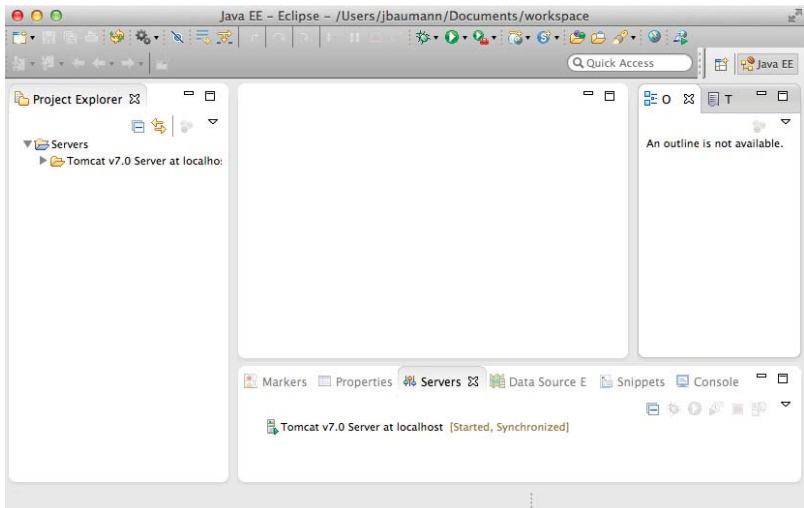 Java EE – Eclipse – /Users/jbaumann/Documents/workspace
Quick Access
Java EE
Project Explorer
Servers
Tomcat v7.0 Server at localho
O
T
An outline is not available.
Markers Properties Servers Data Source E Snippets Console
Tomcat v7.0 Server at localhost [Started, Synchronized]